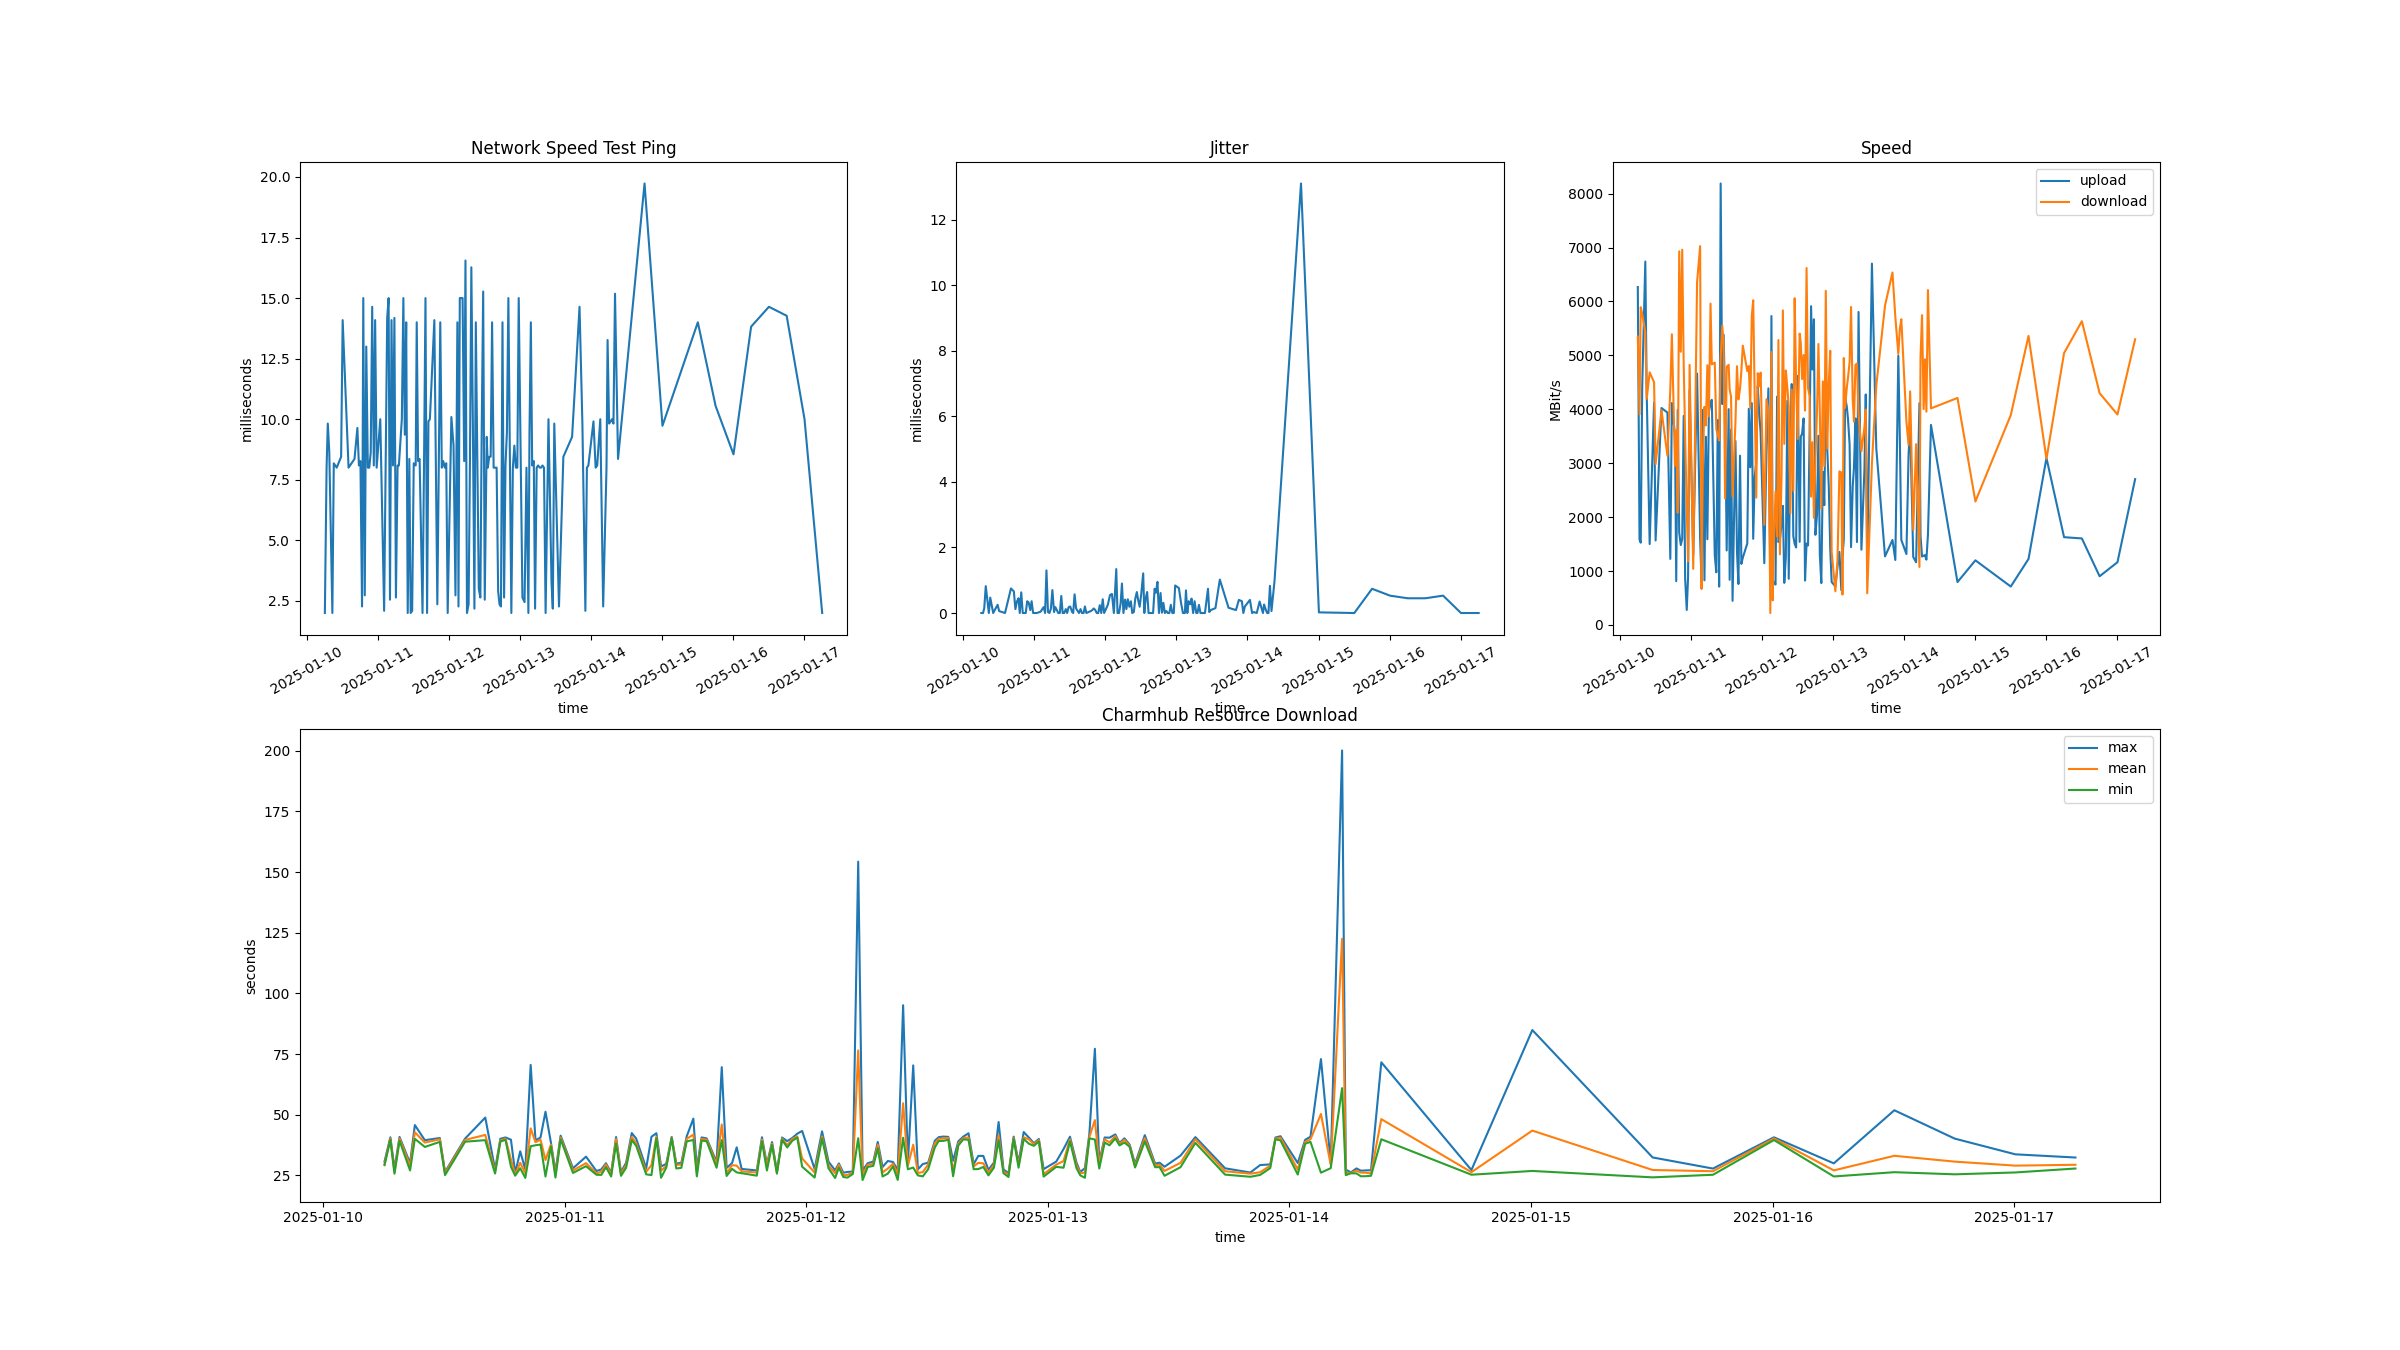 Network Speed Test Ping
20.0
17.5
15.0
12.5
10.0
7.5
5.0
2.5
milliseconds
2025-01-10 2025-01-11 2025-01-12 2025-01-13 2025-01-14 2025-01-15 2025-01-16 2025-01-17
time
Jitter
12
10
8
6
4
2
0
milliseconds
2025-01-10 2025-01-11 2025-01-12 2025-01-13 2025-01-14 2025-01-15 2025-01-16 2025-01-17
time
Speed
upload
download
8000
7000
6000
5000
4000
3000
2000
1000
0
MBit/s
2025-01-10 2025-01-11 2025-01-12 2025-01-13 2025-01-14 2025-01-15 2025-01-16 2025-01-17
time
Charmhub Resource Download
max
mean
min
200
175
150
125
100
75
50
25
seconds
2025-01-10 2025-01-11 2025-01-12 2025-01-13 2025-01-14 2025-01-15 2025-01-16 2025-01-17
time